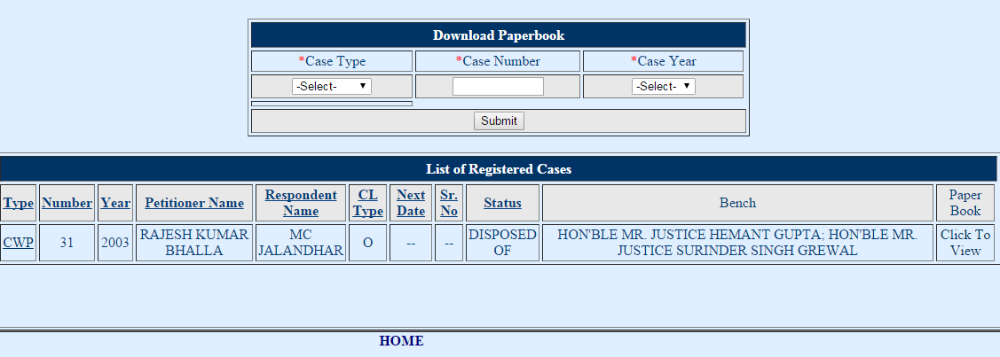 Download Paperbook
*Case Type *Case Number *Case Year
-Select- -Select-
Submit
List of Registered Cases
Type Number Year Petitioner Name Respondent Name CL Type Next Date Sr. No Status Bench Paper Book
CWP 31 2003 RAJESH KUMAR BHALLA MC JALANDHAR O -- -- DISPOSED OF HON'BLE MR. JUSTICE HEMANT GUPTA; HON'BLE MR. JUSTICE SURINDER SINGH GREWAL Click To View
HOME